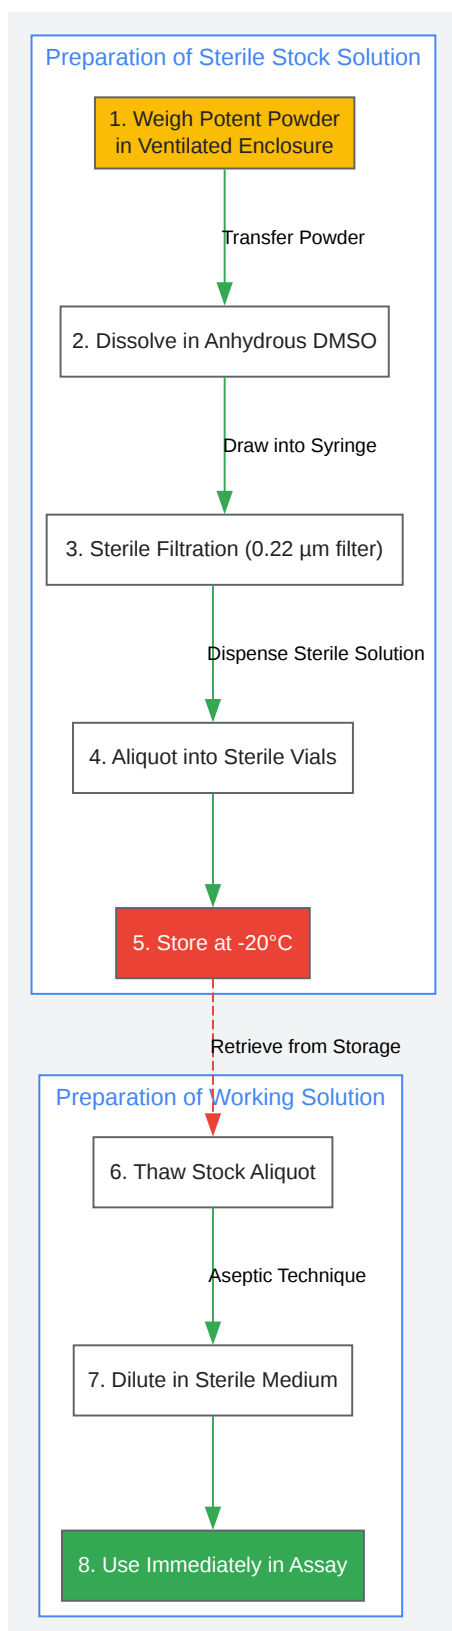 Preparation of Sterile Stock Solution
1. Weigh Potent Powder
in Ventilated Enclosure
Transfer Powder
2. Dissolve in Anhydrous DMSO
Draw into Syringe
3. Sterile Filtration (0.22 µm filter)
Dispense Sterile Solution
4. Aliquot into Sterile Vials
5. Store at -20°C
Retrieve from Storage
Preparation of Working Solution
6. Thaw Stock Aliquot
Aseptic Technique
7. Dilute in Sterile Medium
8. Use Immediately in Assay